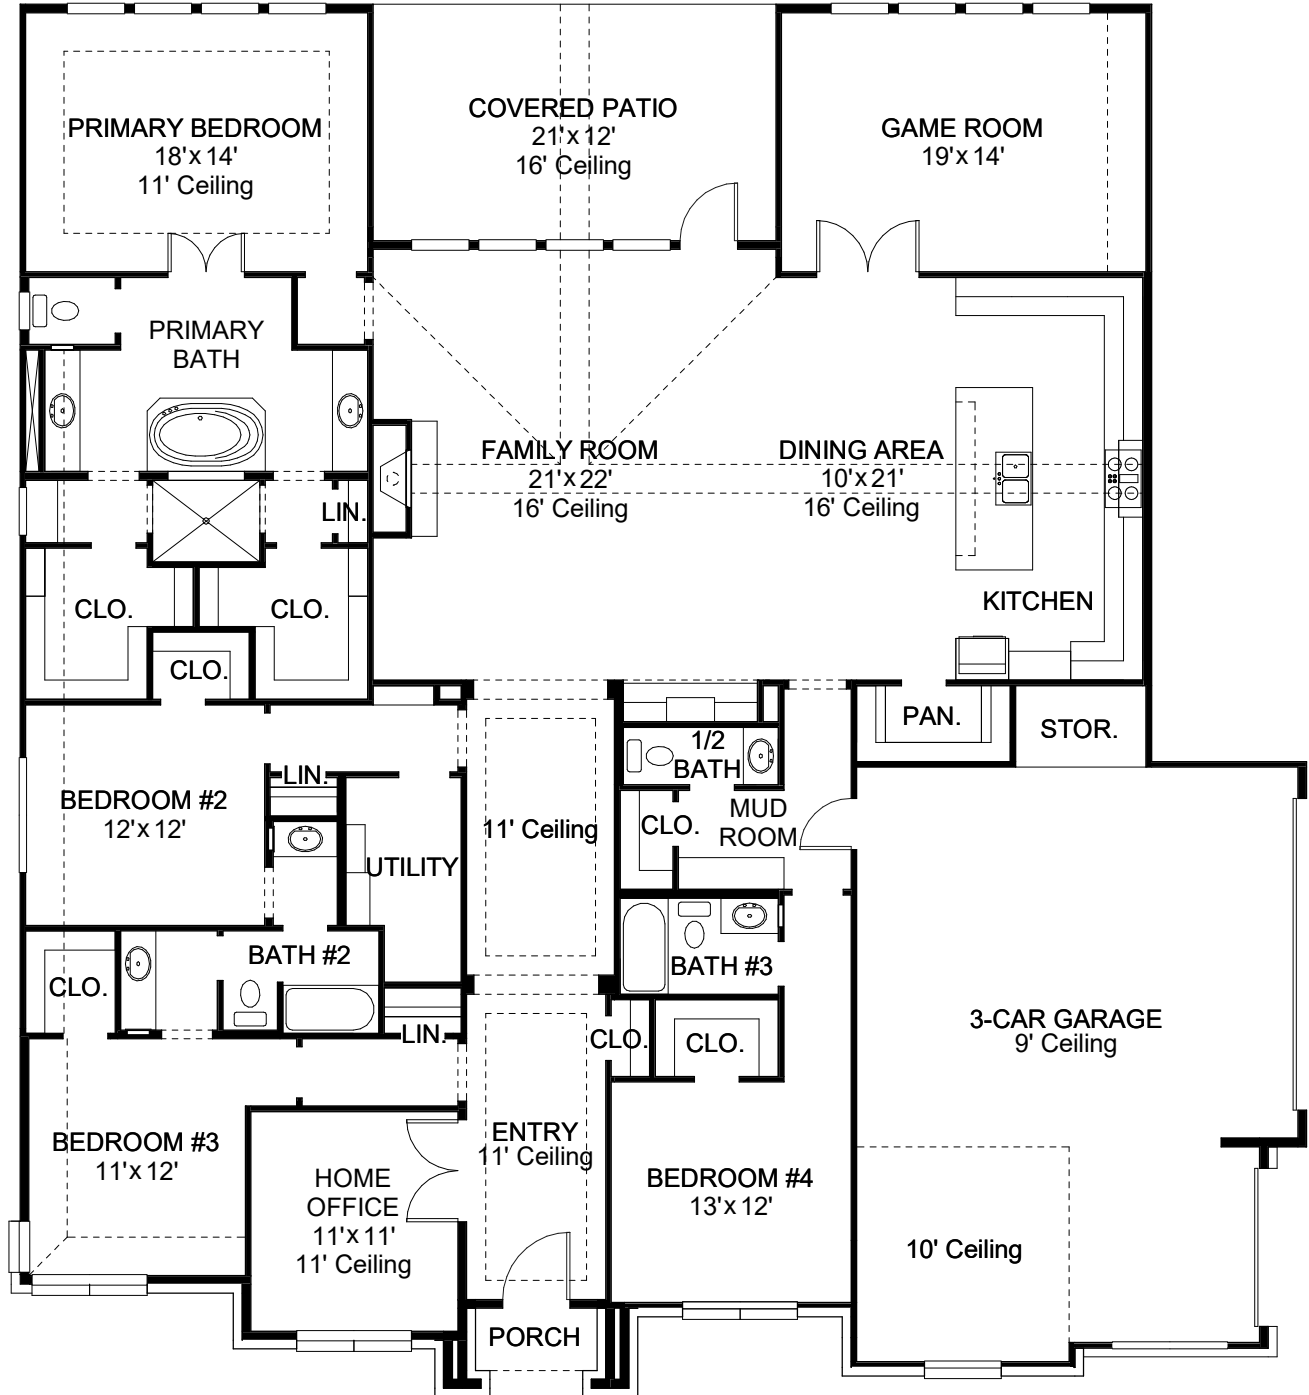 PRIMARY BEDROOM
18'x 14'
11' Ceiling
COVERED PATIO
21'x 12'
16' Ceiling
GAME ROOM
19'x 14'
PRIMARY
BATH
FAMILY ROOM
21'x 22'
16' Ceiling
DINING AREA
10'x 21'
16' Ceiling
LIN.
CLO.
CLO.
CLO.
KITCHEN
PAN.
STOR.
1/2
BATH
LIN.
BEDROOM #2
12'x 12'
UTILITY
11' Ceiling
CLO.
MUD
ROOM
BATH #2
CLO.
BATH #3
LIN.
CLO.
CLO.
3-CAR GARAGE
9' Ceiling
BEDROOM #3
11'x 12'
HOME
OFFICE
11'x 11'
11' Ceiling
ENTRY
11' Ceiling
BEDROOM #4
13'x 12'
10' Ceiling
PORCH